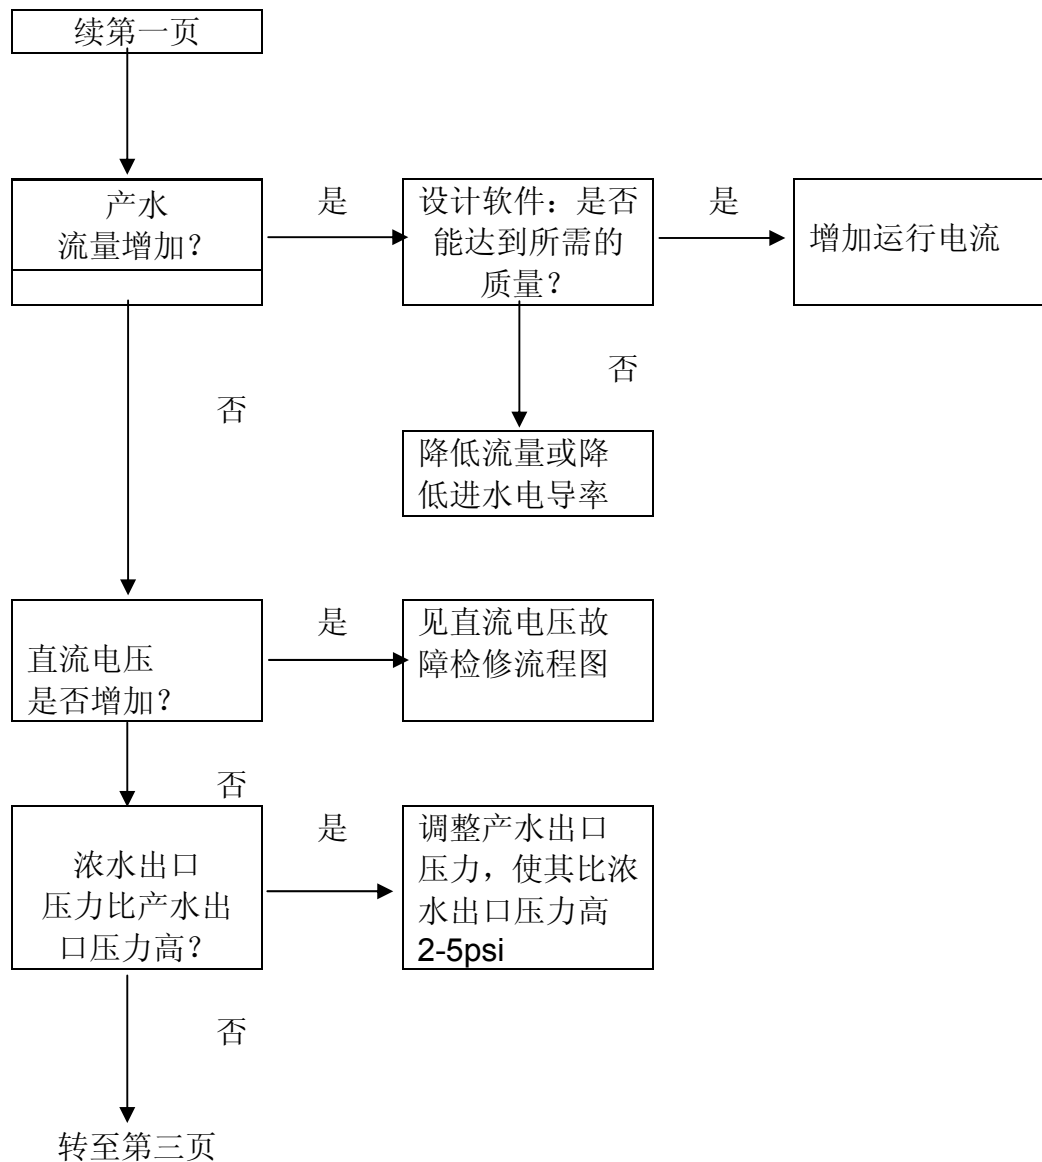 续第一页
产水
流量增加？
是
设计软件：是否
能达到所需的
质量？
是
增加运行电流
否
否
降低流量或降
低进水电导率
直流电压
是否增加？
是
见直流电压故
障检修流程图
否
浓水出口
压力比产水出
口压力高？
是
调整产水出口
压力，使其比浓
水出口压力高
2-5psi
否
转至第三页